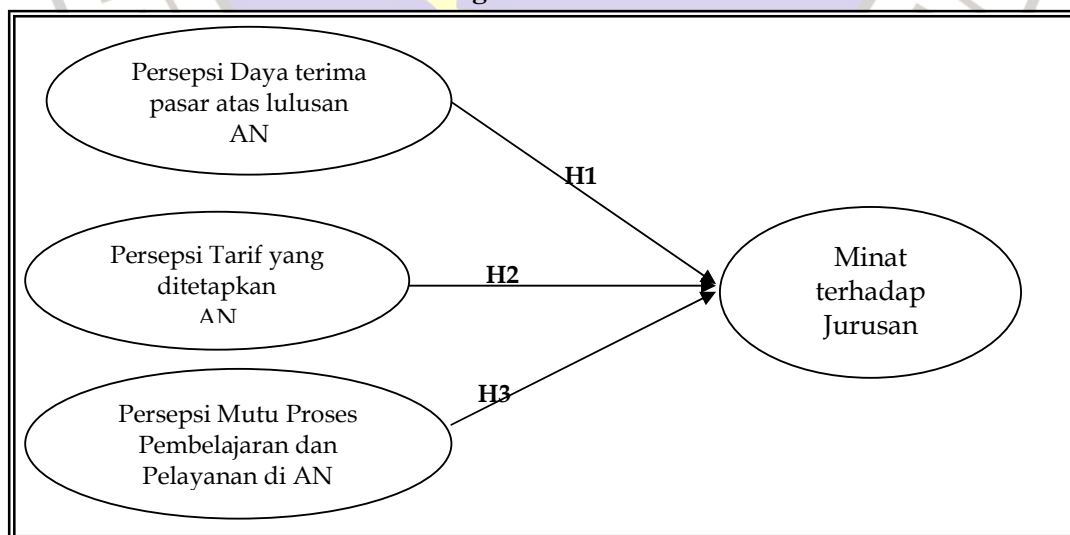 Persepsi Daya terima
pasar atas lulusan
AN
H1
Persepsi Tarif yang
ditetapkan
AN
H2
Minat
terhadap
Jurusan
H3
Persepsi Mutu Proses
Pembelajaran dan
Pelayanan di AN